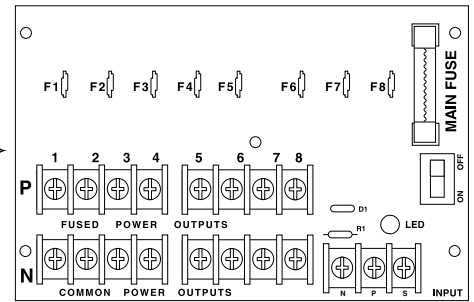 F1 F2 F3 F4 F5 F6 F7 F8
MAIN FUSE
1 2 3 4 5 6 7 8
OFF
ON
P
FUSED POWER OUTPUTS
D1
LED
R1
N
COMMON POWER OUTPUTS
N P S
INPUT